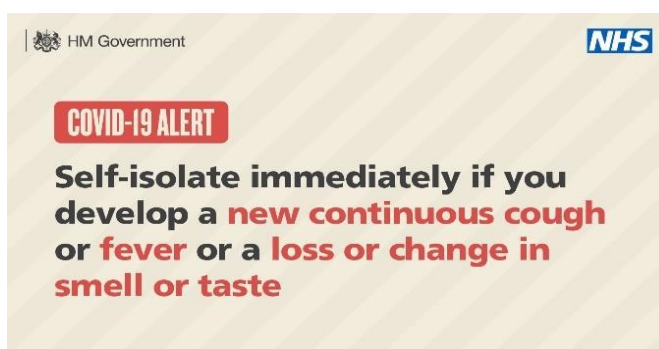 HM Government
NHS
COVID-19 ALERT
Self-isolate immediately if you
develop a new continuous cough
or fever or a loss or change in
smell or taste